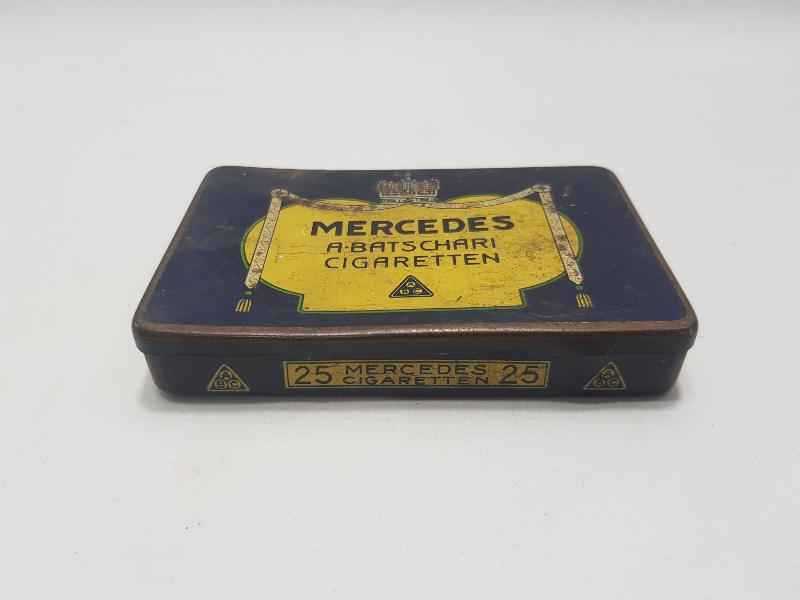 MERCEDES
A·BATSCHARI
CIGARETTEN
A
B C
A
B C
25 MERCEDES 25
CIGARETTEN
A
B C